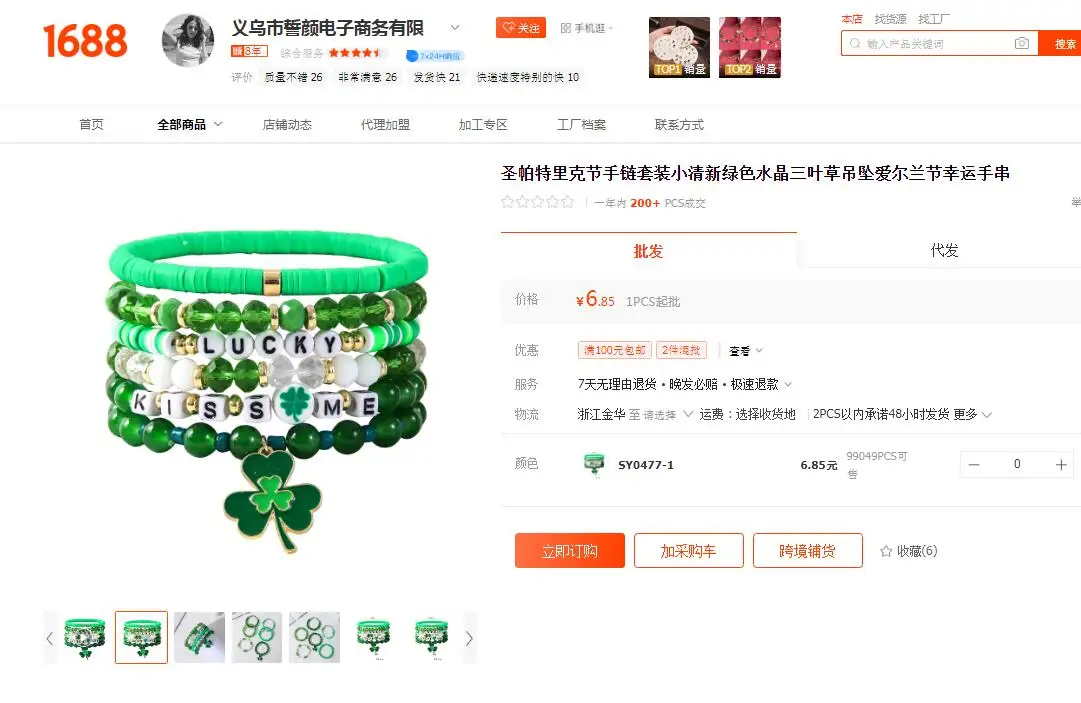 1688
义乌市誓颜电子商务有限
关注
手机逛
8年
综合服务
7x24H响应
评价 质量不错 26 非常满意 26 发货快 21 快递速度特别的快 10
TOP1 销量
TOP2 销量
本店 找货源 找工厂
输入产品关键词
搜索
首页 全部商品 店铺动态 代理加盟 加工专区 工厂档案 联系方式
圣帕特里克节手链套装小清新绿色水晶三叶草吊坠爱尔兰节幸运手串
一年内 200+ PCS成交
举
批发 代发
价格 ¥6.85 1PCS起批
优惠 满100元包邮 2件混批 查看
服务 7天无理由退货 · 晚发必赔 · 极速退款
物流 浙江金华 至 请选择 运费：选择收货地 2PCS以内承诺48小时发货 更多
颜色 SY0477-1 6.85元 99049PCS可
售
0
立即订购 加采购车 跨境铺货 收藏(6)
LUCKY
KISS ME